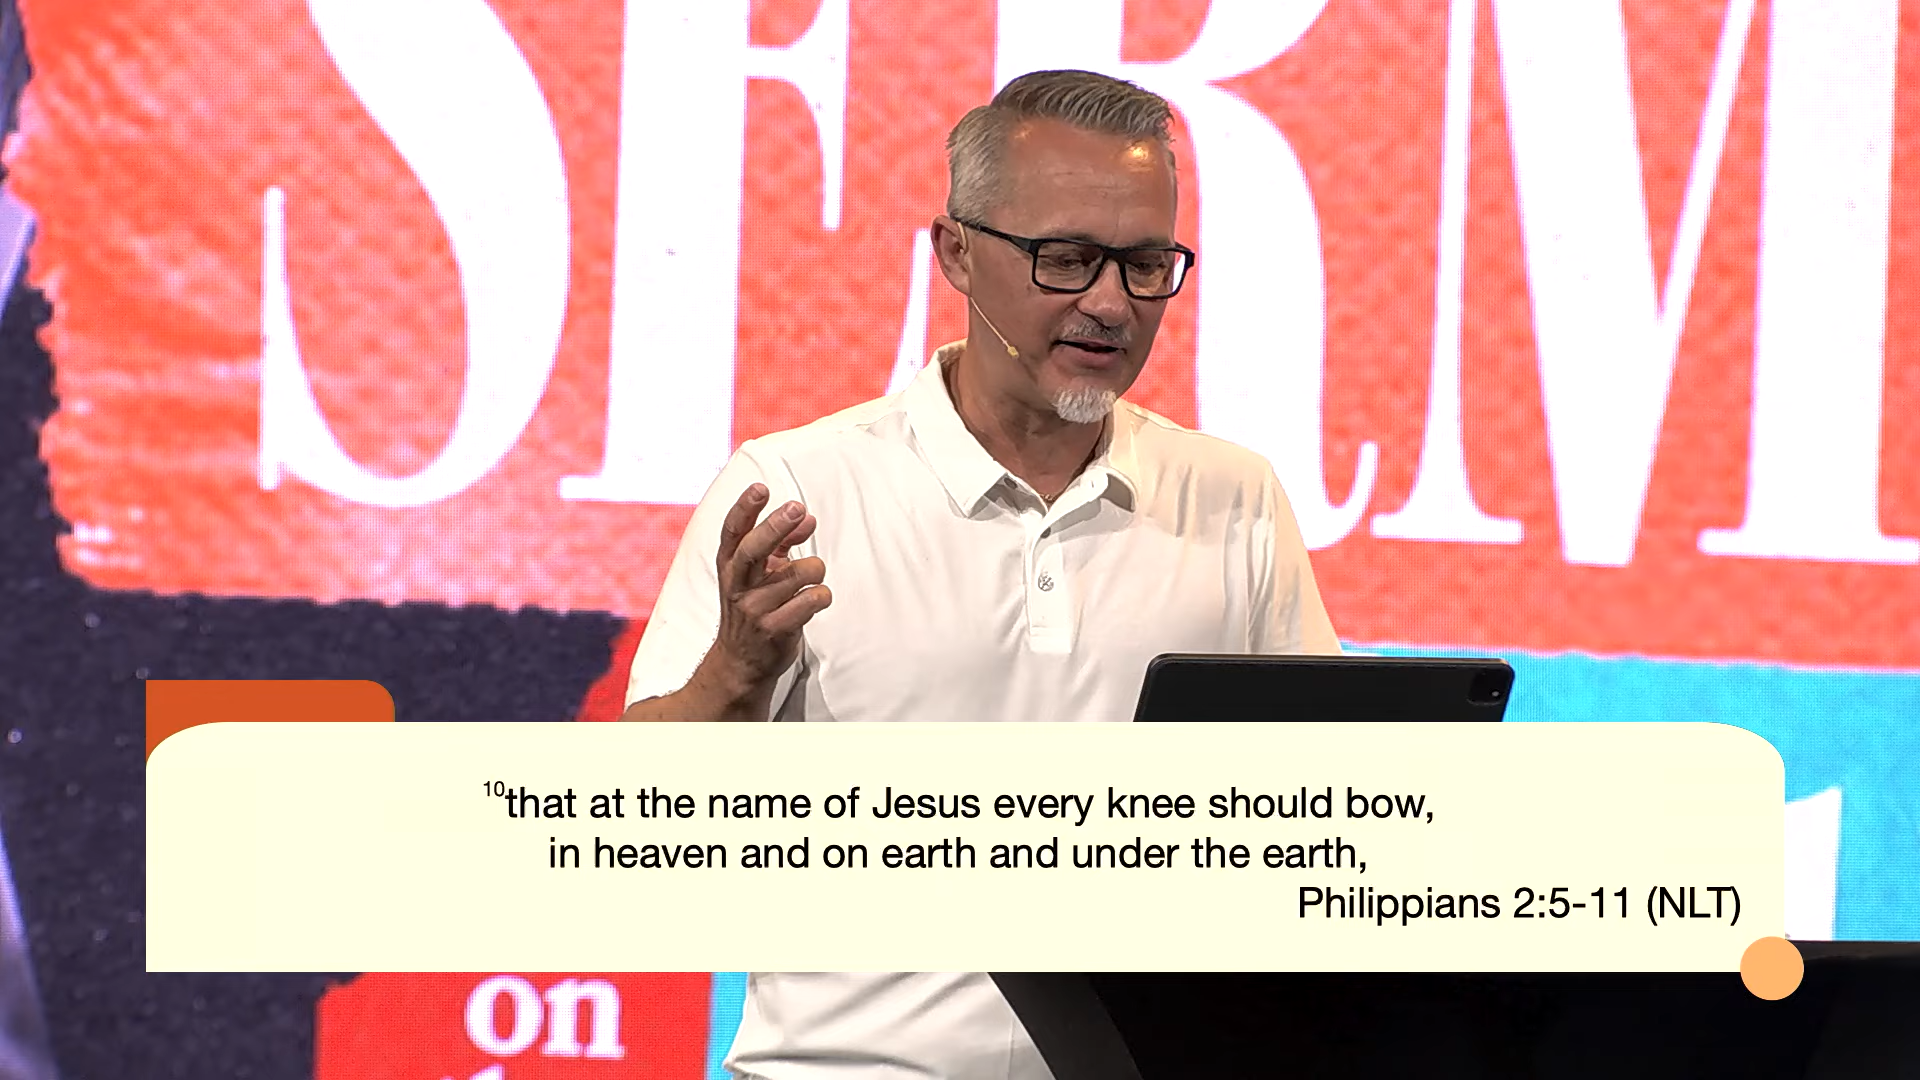 SERM
10that at the name of Jesus every knee should bow,
in heaven and on earth and under the earth,
Philippians 2:5-11 (NLT)
on